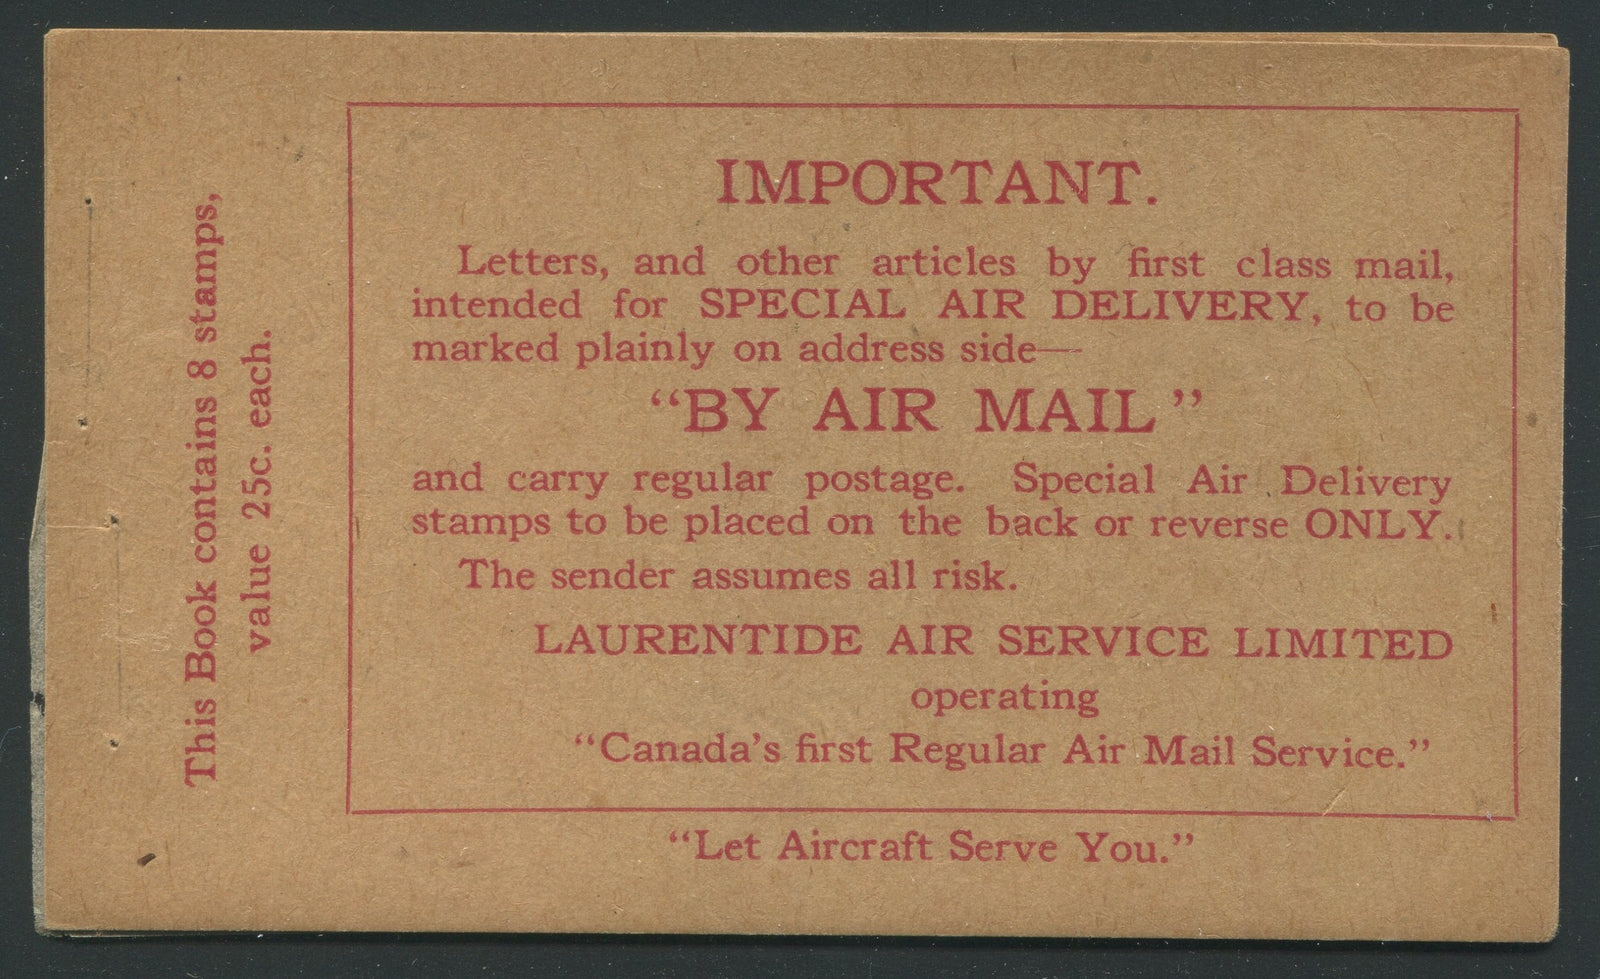 This Book contains 8 stamps,
value 25c. each.
IMPORTANT.
Letters, and other articles by first class mail,
intended for SPECIAL AIR DELIVERY, to be
marked plainly on address side—
“BY AIR MAIL”
and carry regular postage. Special Air Delivery
stamps to be placed on the back or reverse ONLY.
The sender assumes all risk.
LAURENTIDE AIR SERVICE LIMITED
operating
“Canada's first Regular Air Mail Service.”
“Let Aircraft Serve You.”